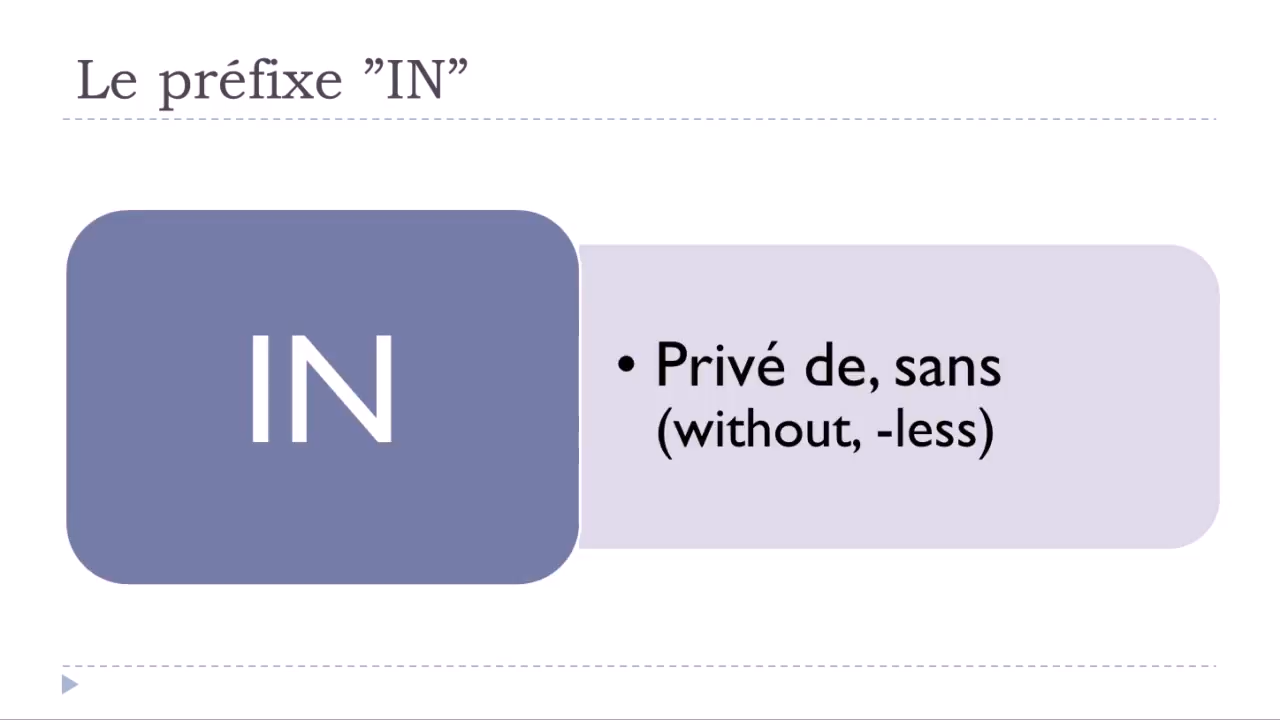 Le préfixe ”IN”
IN
• Privé de, sans
(without, -less)